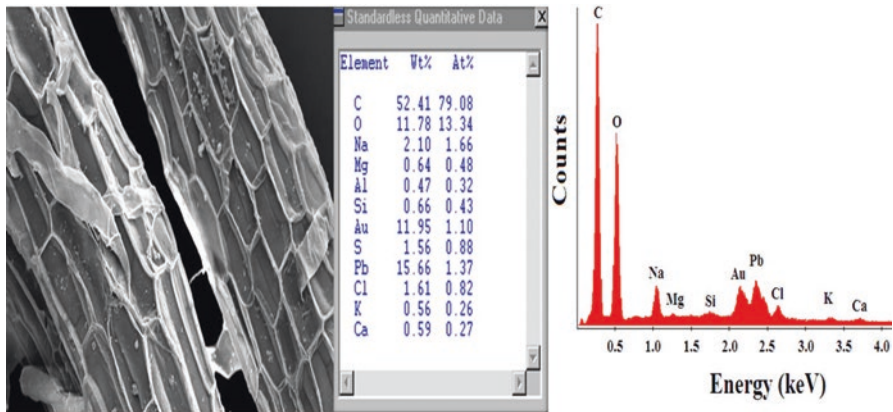 Standardless Quantitative Data X
Element Wt% At%
C 52.41 79.08
O 11.78 13.34
Na 2.10 1.66
Mg 0.64 0.48
Al 0.47 0.32
Si 0.66 0.43
Au 11.95 1.10
S 1.56 0.88
Pb 15.66 1.37
Cl 1.61 0.82
K 0.56 0.26
Ca 0.59 0.27
Counts
C
O
Na
Mg
Si
Au
Pb
Cl
K
Ca
0.5 1.0 1.5 2.0 2.5 3.0 3.5 4.0
Energy (keV)